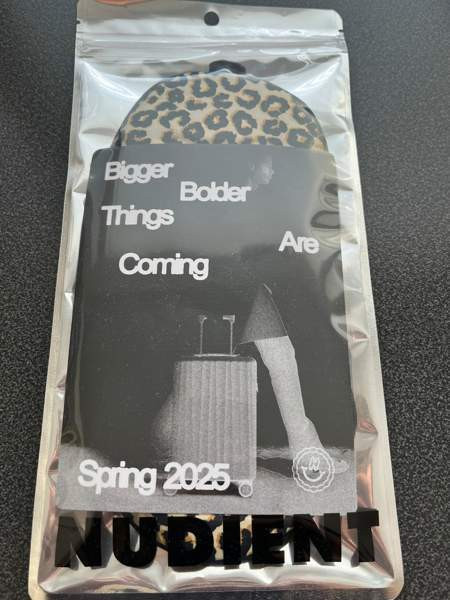 Bigger
Bolder
Things
Are
Coming
Spring 2025
NUDIENT